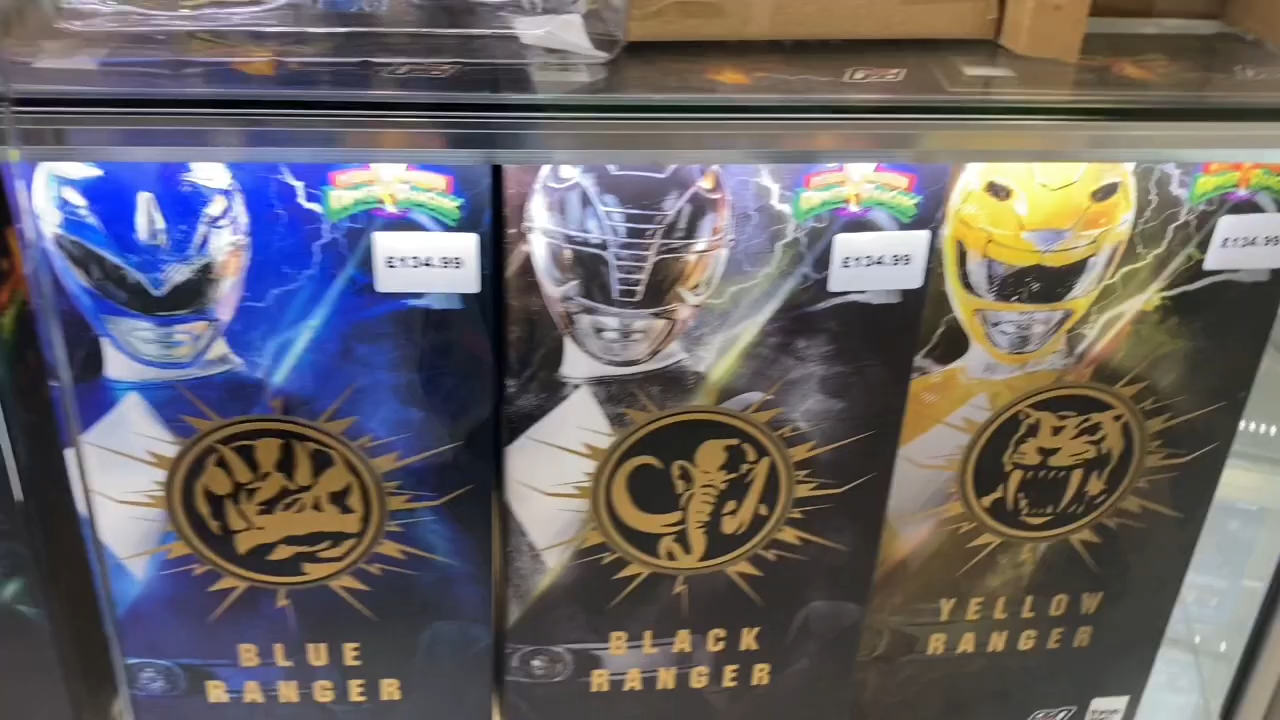 £134.99
£134.99
£134.99
BLUE
RANGER
BLACK
RANGER
YELLOW
RANGER